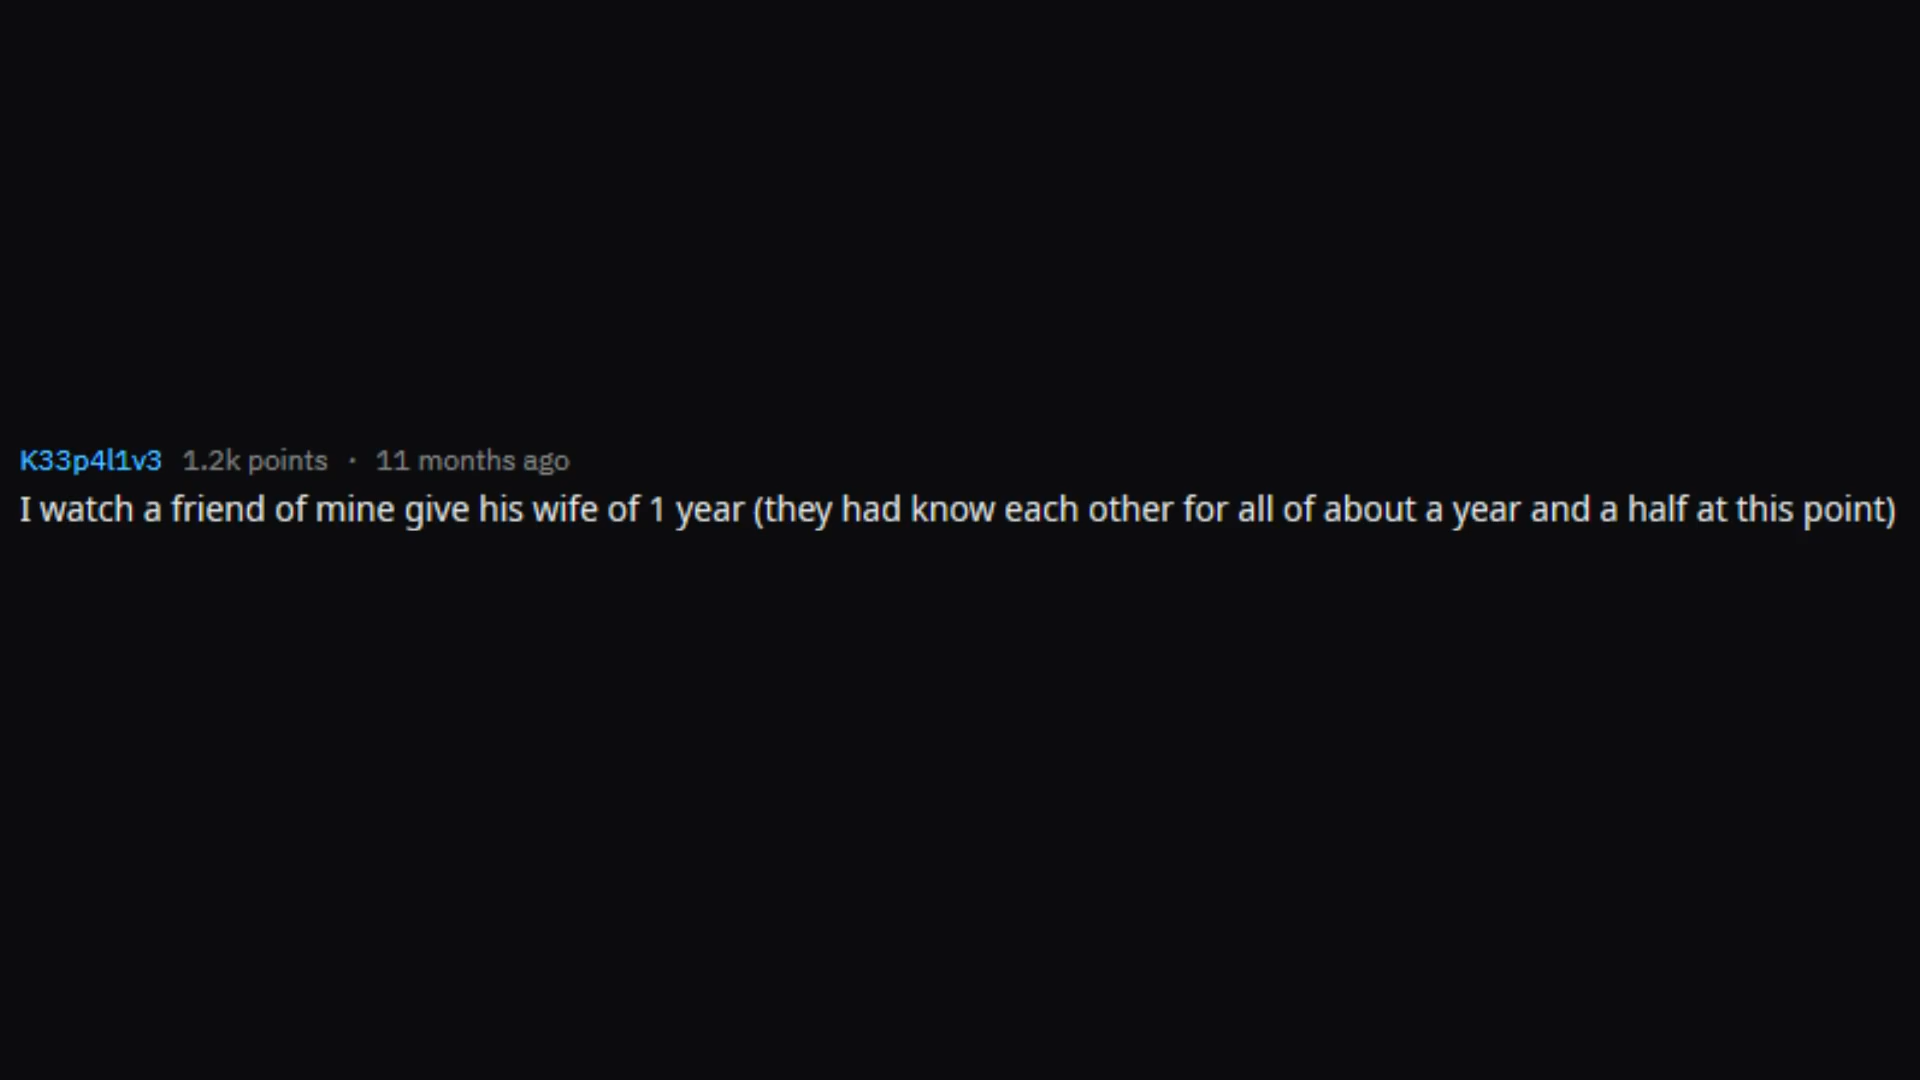 K33p4l1v3 1.2k points · 11 months ago
I watch a friend of mine give his wife of 1 year (they had know each other for all of about a year and a half at this point)